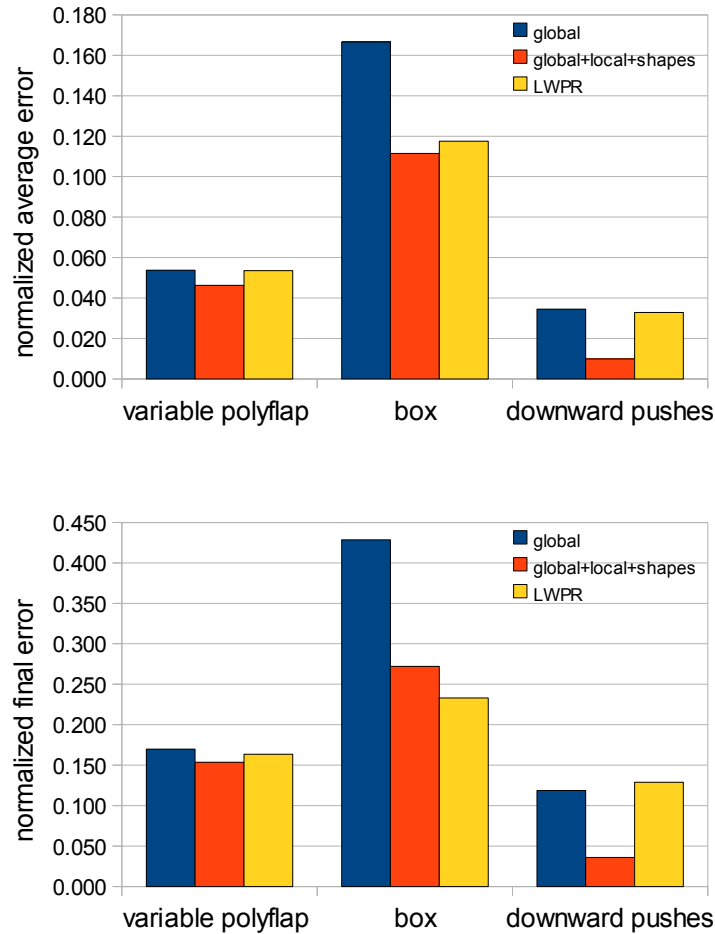 normalized average error
0.180
0.160
0.140
0.120
0.100
0.080
0.060
0.040
0.020
0.000
global
global+local+shapes
LWPR
variable polyflap
box
downward pushes
normalized final error
0.450
0.400
0.350
0.300
0.250
0.200
0.150
0.100
0.050
0.000
global
global+local+shapes
LWPR
variable polyflap
box
downward pushes